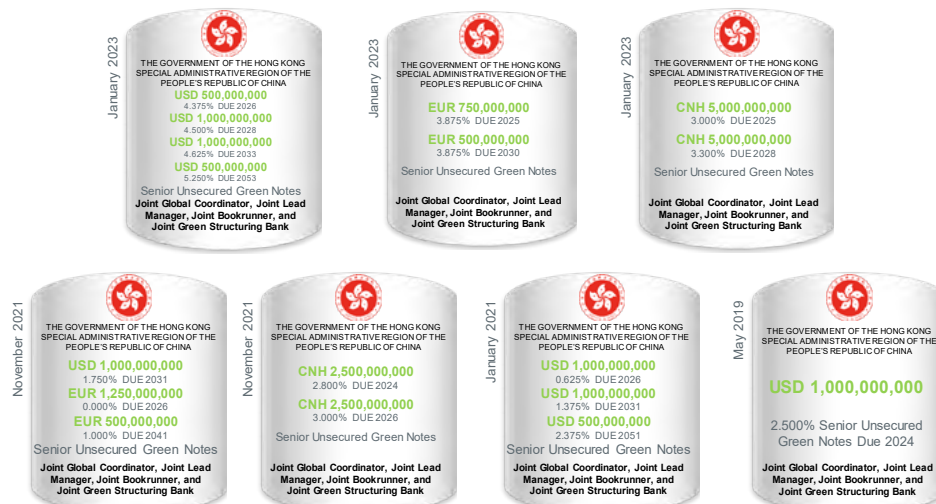 January 2023
THE GOVERNMENT OF THE HONG KONG
SPECIAL ADMINISTRATIVE REGION OF THE
PEOPLE'S REPUBLIC OF CHINA
USD 500,000,000
4.375% DUE 2026
USD 1,000,000,000
4.500% DUE 2028
USD 1,000,000,000
4.625% DUE 2033
USD 500,000,000
5.250% DUE 2053
Senior Unsecured Green Notes
Joint Global Coordinator, Joint Lead
Manager, Joint Bookrunner, and
Joint Green Structuring Bank
January 2023
THE GOVERNMENT OF THE HONG KONG
SPECIAL ADMINISTRATIVE REGION OF THE
PEOPLE'S REPUBLIC OF CHINA
EUR 750,000,000
3.875% DUE 2025
EUR 500,000,000
3.875% DUE 2030
Senior Unsecured Green Notes
Joint Global Coordinator, Joint Lead
Manager, Joint Bookrunner, and
Joint Green Structuring Bank
January 2023
THE GOVERNMENT OF THE HONG KONG
SPECIAL ADMINISTRATIVE REGION OF THE
PEOPLE'S REPUBLIC OF CHINA
CNH 5,000,000,000
3.000% DUE 2025
CNH 5,000,000,000
3.300% DUE 2028
Senior Unsecured Green Notes
Joint Global Coordinator, Joint Lead
Manager, Joint Bookrunner, and
Joint Green Structuring Bank
November 2021
THE GOVERNMENT OF THE HONG KONG
SPECIAL ADMINISTRATIVE REGION OF THE
PEOPLE'S REPUBLIC OF CHINA
USD 1,000,000,000
1.750% DUE 2031
EUR 1,250,000,000
0.000% DUE 2026
EUR 500,000,000
1.000% DUE 2041
Senior Unsecured Green Notes
Joint Global Coordinator, Joint Lead
Manager, Joint Bookrunner, and
Joint Green Structuring Bank
November 2021
THE GOVERNMENT OF THE HONG KONG
SPECIAL ADMINISTRATIVE REGION OF THE
PEOPLE'S REPUBLIC OF CHINA
CNH 2,500,000,000
2.800% DUE 2024
CNH 2,500,000,000
3.000% DUE 2026
Senior Unsecured Green Notes
Joint Global Coordinator, Joint Lead
Manager, Joint Bookrunner, and
Joint Green Structuring Bank
January 2021
THE GOVERNMENT OF THE HONG KONG
SPECIAL ADMINISTRATIVE REGION OF THE
PEOPLE'S REPUBLIC OF CHINA
USD 1,000,000,000
0.625% DUE 2026
USD 1,000,000,000
1.375% DUE 2031
USD 500,000,000
2.375% DUE 2051
Senior Unsecured Green Notes
Joint Global Coordinator, Joint Lead
Manager, Joint Bookrunner, and
Joint Green Structuring Bank
May 2019
THE GOVERNMENT OF THE HONG KONG
SPECIAL ADMINISTRATIVE REGION OF THE
PEOPLE'S REPUBLIC OF CHINA
USD 1,000,000,000
2.500% Senior Unsecured
Green Notes Due 2024
Joint Global Coordinator, Joint Lead
Manager, Joint Bookrunner, and
Joint Green Structuring Bank